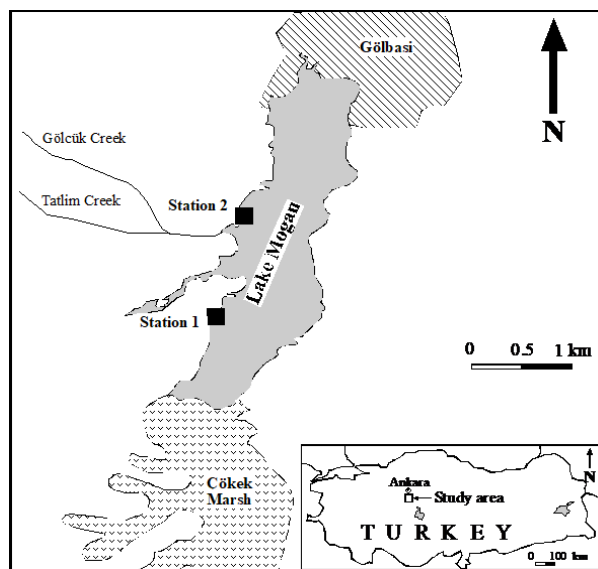 Gölbasi
N
Gölcük Creek
Tatlim Creek
Station 2
Lake Mogan
Station 1
0 0.5 1 km
Cökek
Marsh
N
Ankara
Study area
TURKEY
0 100 km